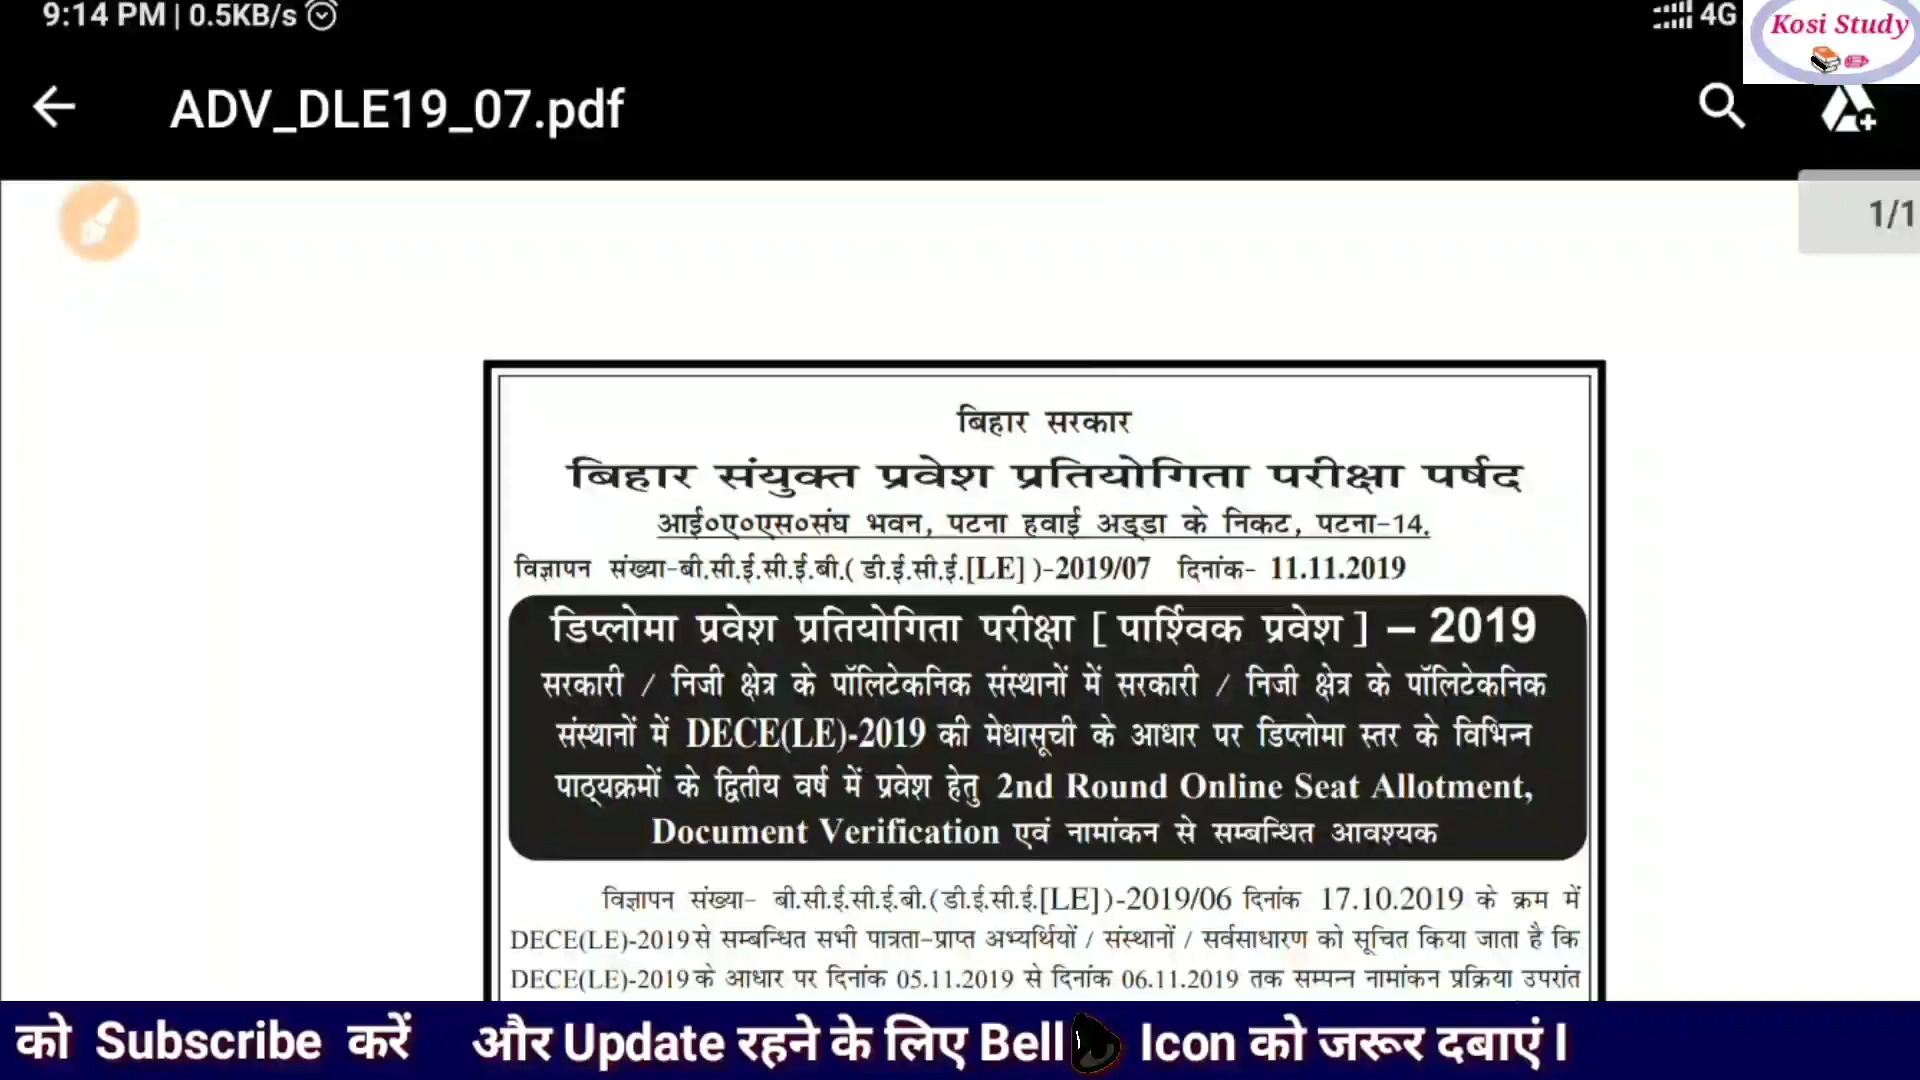 9:14 PM | 0.5KB/s
4G
Kosi Study
ADV_DLE19_07.pdf
1/1
बिहार सरकार
बिहार संयुक्त प्रवेश प्रतियोगिता परीक्षा पर्षद
आई०ए०एस०संघ भवन, पटना हवाई अड्डा के निकट, पटना-14.
विज्ञापन संख्या-बी.सी.ई.सी.ई.बी.( डी.ई.सी.ई.[LE] )-2019/07 दिनांक- 11.11.2019
डिप्लोमा प्रवेश प्रतियोगिता परीक्षा [ पार्श्विक प्रवेश ] – 2019
सरकारी / निजी क्षेत्र के पॉलिटेकनिक संस्थानों में सरकारी / निजी क्षेत्र के पॉलिटेकनिक
संस्थानों में DECE(LE)-2019 की मेधासूची के आधार पर डिप्लोमा स्तर के विभिन्न
पाठ्यक्रमों के द्वितीय वर्ष में प्रवेश हेतु 2nd Round Online Seat Allotment,
Document Verification एवं नामांकन से सम्बन्धित आवश्यक
विज्ञापन संख्या- बी.सी.ई.सी.ई.बी.(डी.ई.सी.ई.[LE])-2019/06 दिनांक 17.10.2019 के क्रम में
DECE(LE)-2019 से सम्बन्धित सभी पात्रता-प्राप्त अभ्यर्थियों / संस्थानों / सर्वसाधारण को सूचित किया जाता है कि
DECE(LE)-2019 के आधार पर दिनांक 05.11.2019 से दिनांक 06.11.2019 तक सम्पन्न नामांकन प्रक्रिया उपरांत
को Subscribe करें और Update रहने के लिए Bell Icon को जरूर दबाएं l